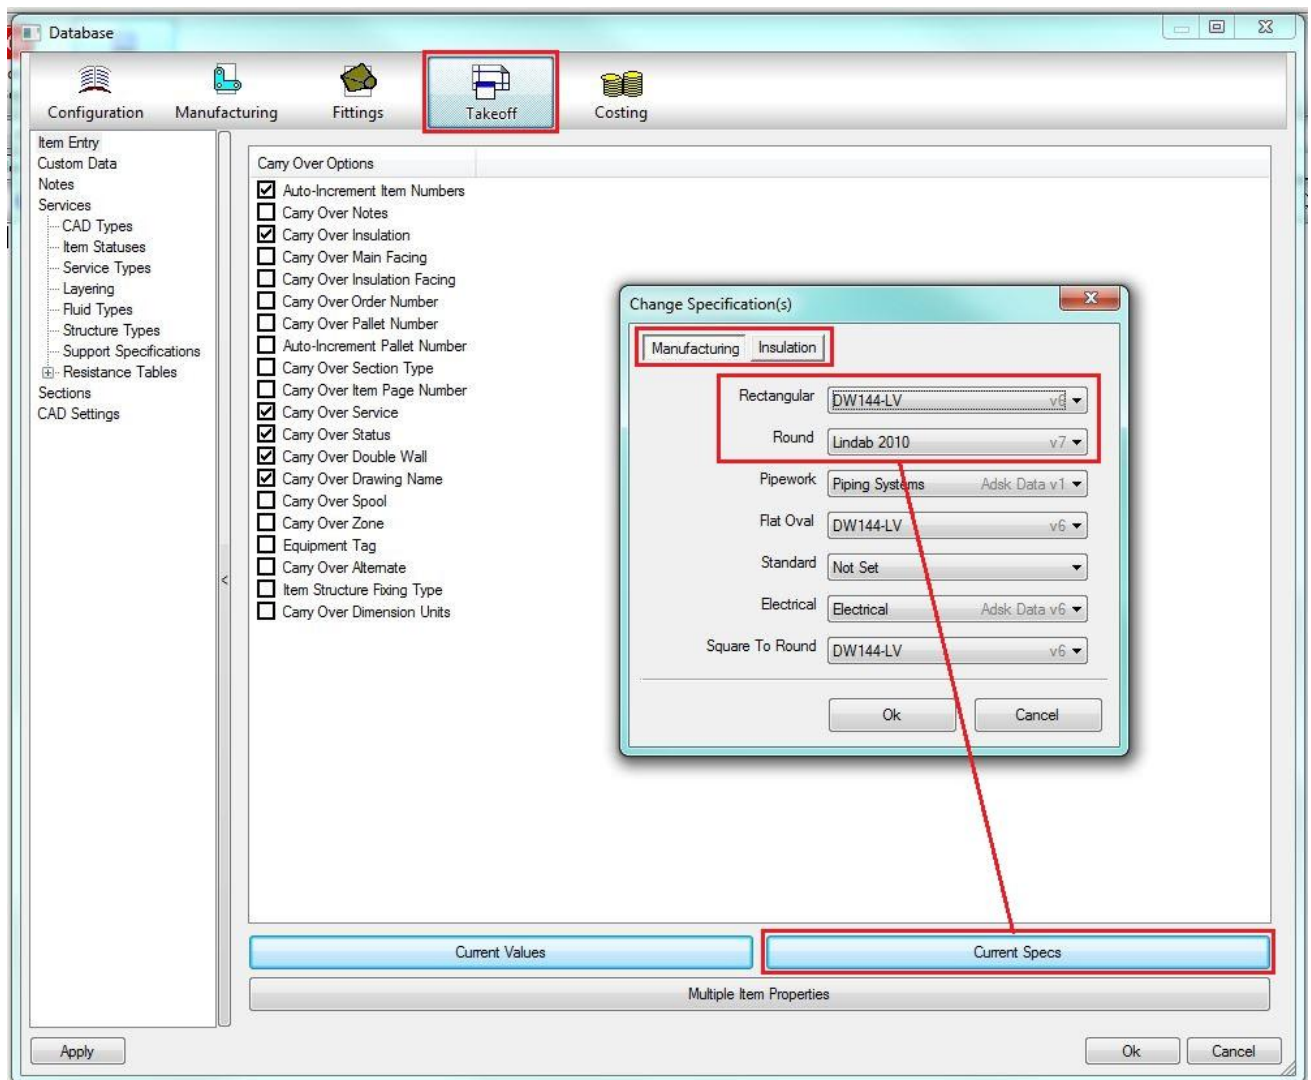 Database
Configuration
Manufacturing
Fittings
Takeoff
Costing
Item Entry
Custom Data
Notes
Services
CAD Types
Item Statuses
Service Types
Layering
Fluid Types
Structure Types
Support Specifications
Resistance Tables
Sections
CAD Settings
Carry Over Options
Auto-Increment Item Numbers
Carry Over Notes
Carry Over Insulation
Carry Over Main Facing
Carry Over Insulation Facing
Carry Over Order Number
Carry Over Pallet Number
Auto-Increment Pallet Number
Carry Over Section Type
Carry Over Item Page Number
Carry Over Service
Carry Over Status
Carry Over Double Wall
Carry Over Drawing Name
Carry Over Spool
Carry Over Zone
Equipment Tag
Carry Over Alternate
Item Structure Fixing Type
Carry Over Dimension Units
Change Specification(s)
Manufacturing Insulation
Rectangular DW144-LV v6
Round Lindab 2010 v7
Pipework Piping Systems Adsk Data v1
Flat Oval DW144-LV v6
Standard Not Set
Electrical Electrical Adsk Data v6
Square To Round DW144-LV v6
Ok Cancel
Current Values Current Specs
Multiple Item Properties
Apply Ok Cancel